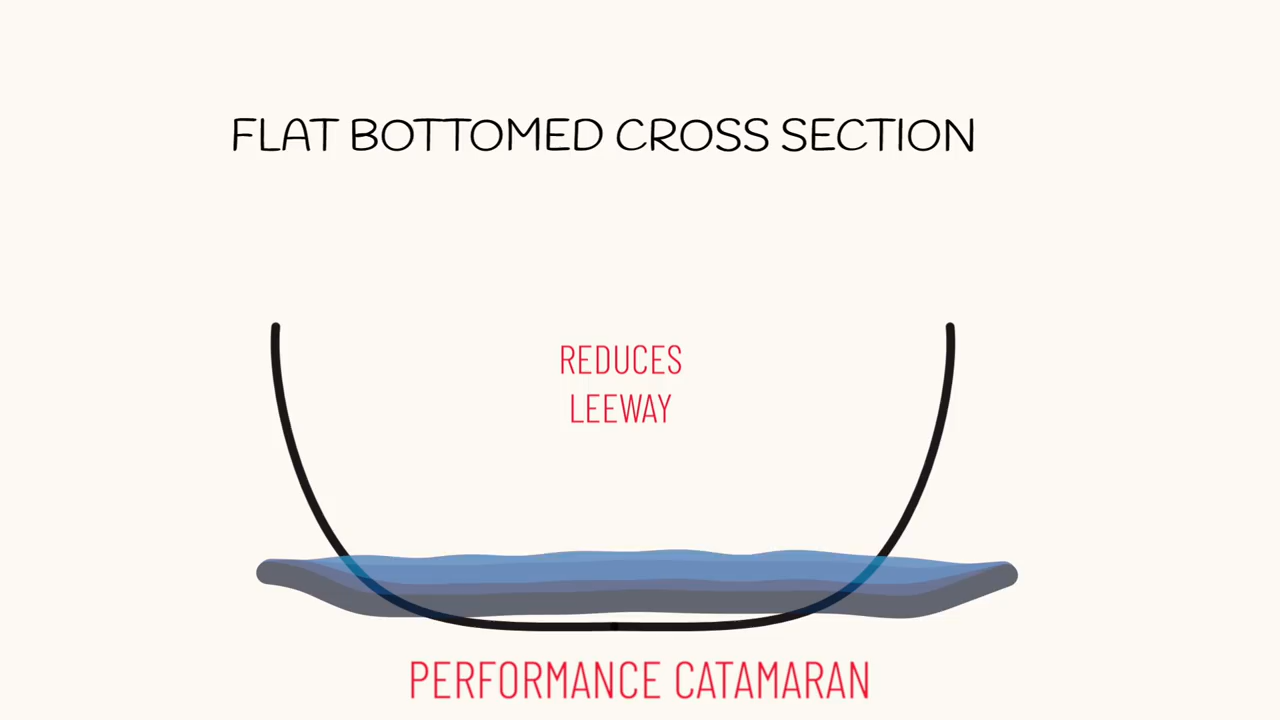 FLAT BOTTOMED CROSS SECTION
REDUCES
LEEWAY
PERFORMANCE CATAMARAN